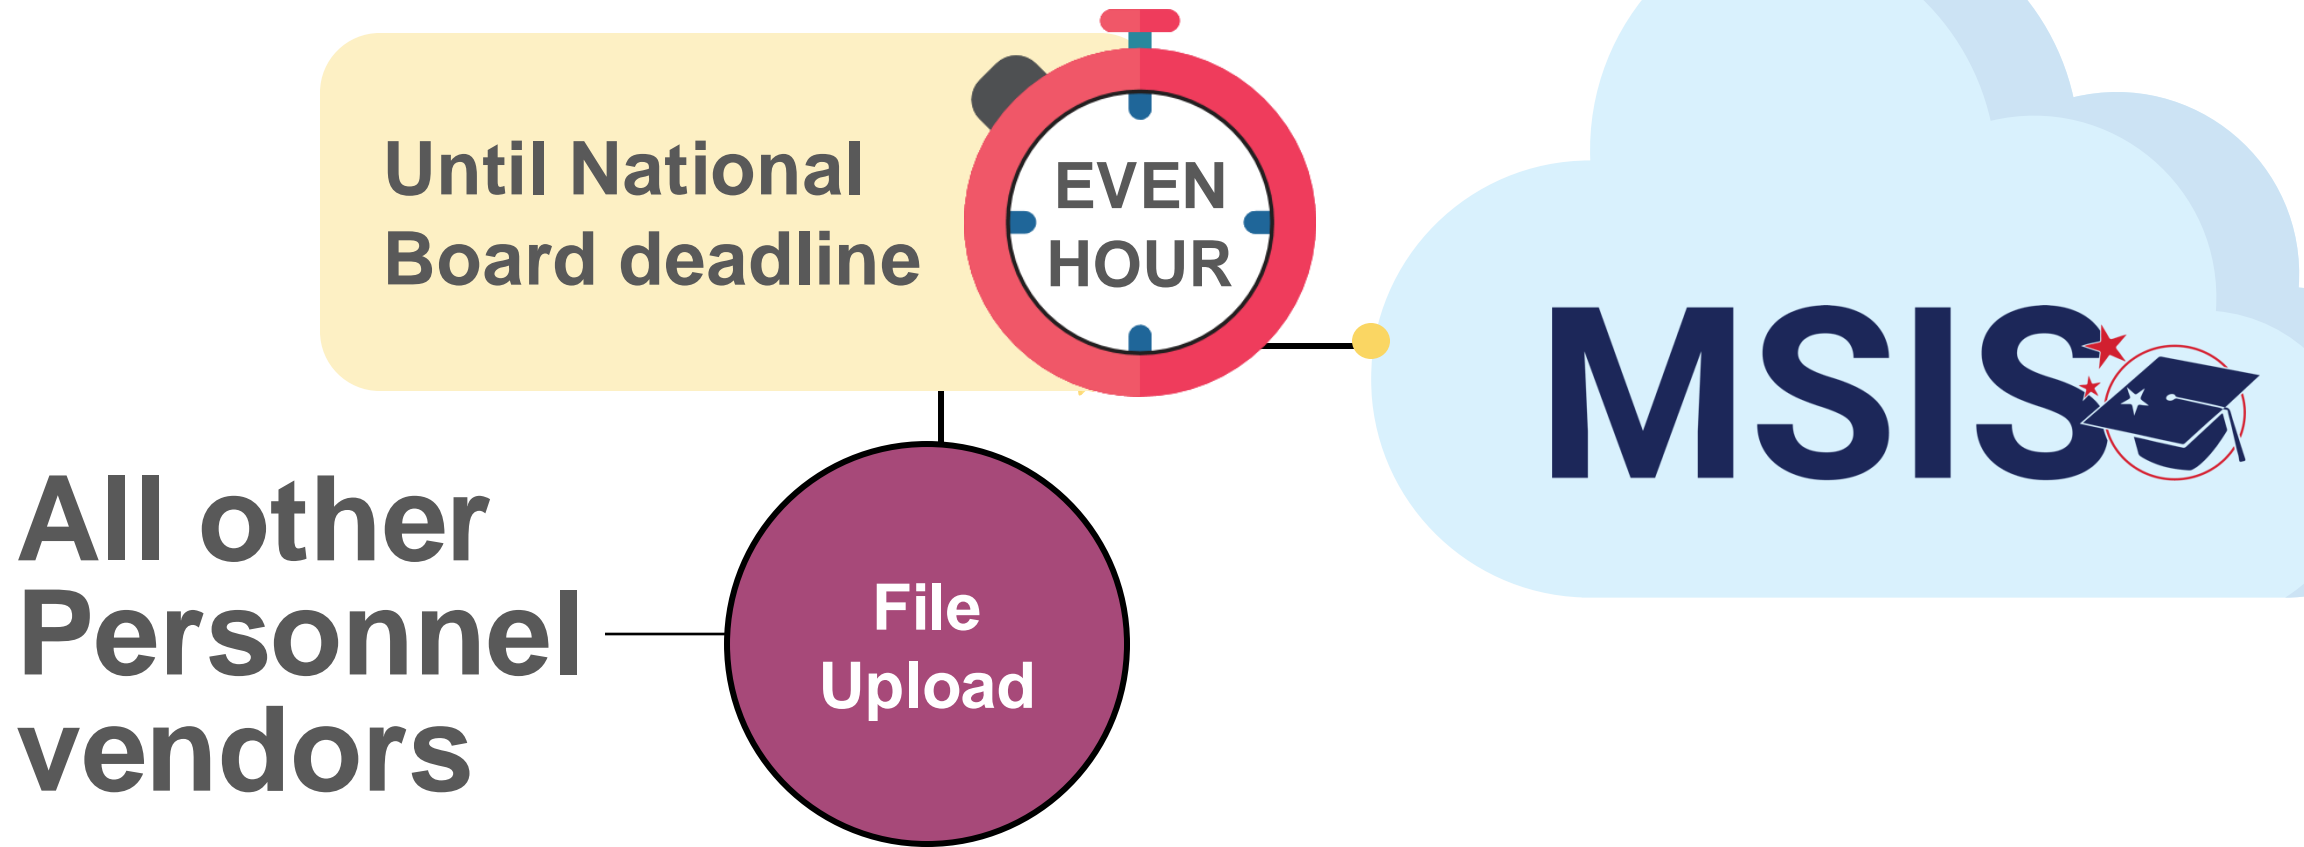 Until National
Board deadline
EVEN
HOUR
MSIS
All other
Personnel
vendors
File
Upload